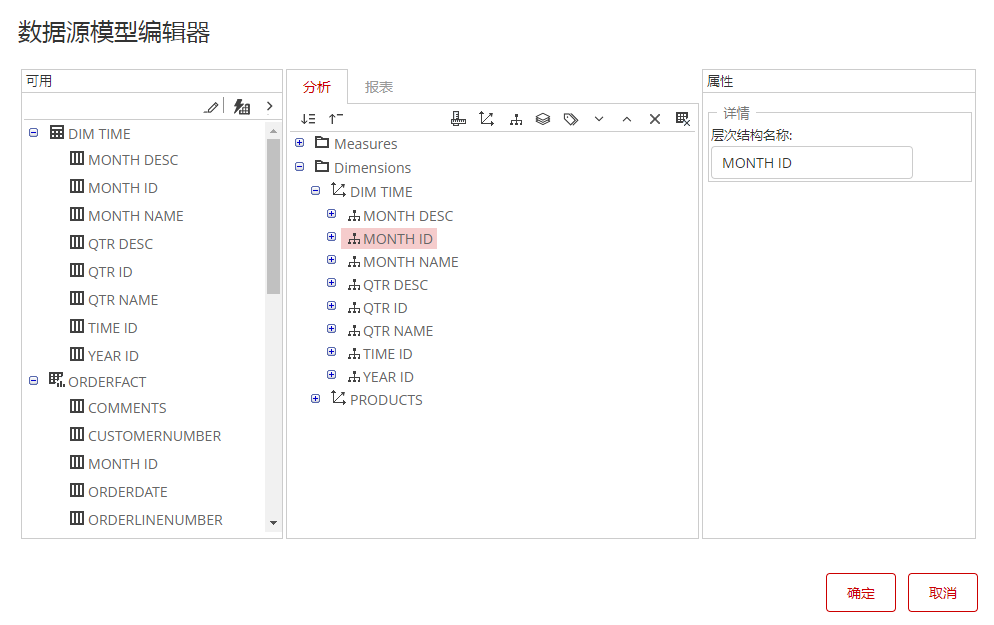 数据源模型编辑器
可用
DIM TIME
MONTH DESC
MONTH ID
MONTH NAME
QTR DESC
QTR ID
QTR NAME
TIME ID
YEAR ID
ORDERFACT
COMMENTS
CUSTOMERNUMBER
MONTH ID
ORDERDATE
ORDERLINENUMBER
分析 报表
Measures
Dimensions
DIM TIME
MONTH DESC
MONTH ID
MONTH NAME
QTR DESC
QTR ID
QTR NAME
TIME ID
YEAR ID
PRODUCTS
属性
详情
层次结构名称:
MONTH ID
确定 取消